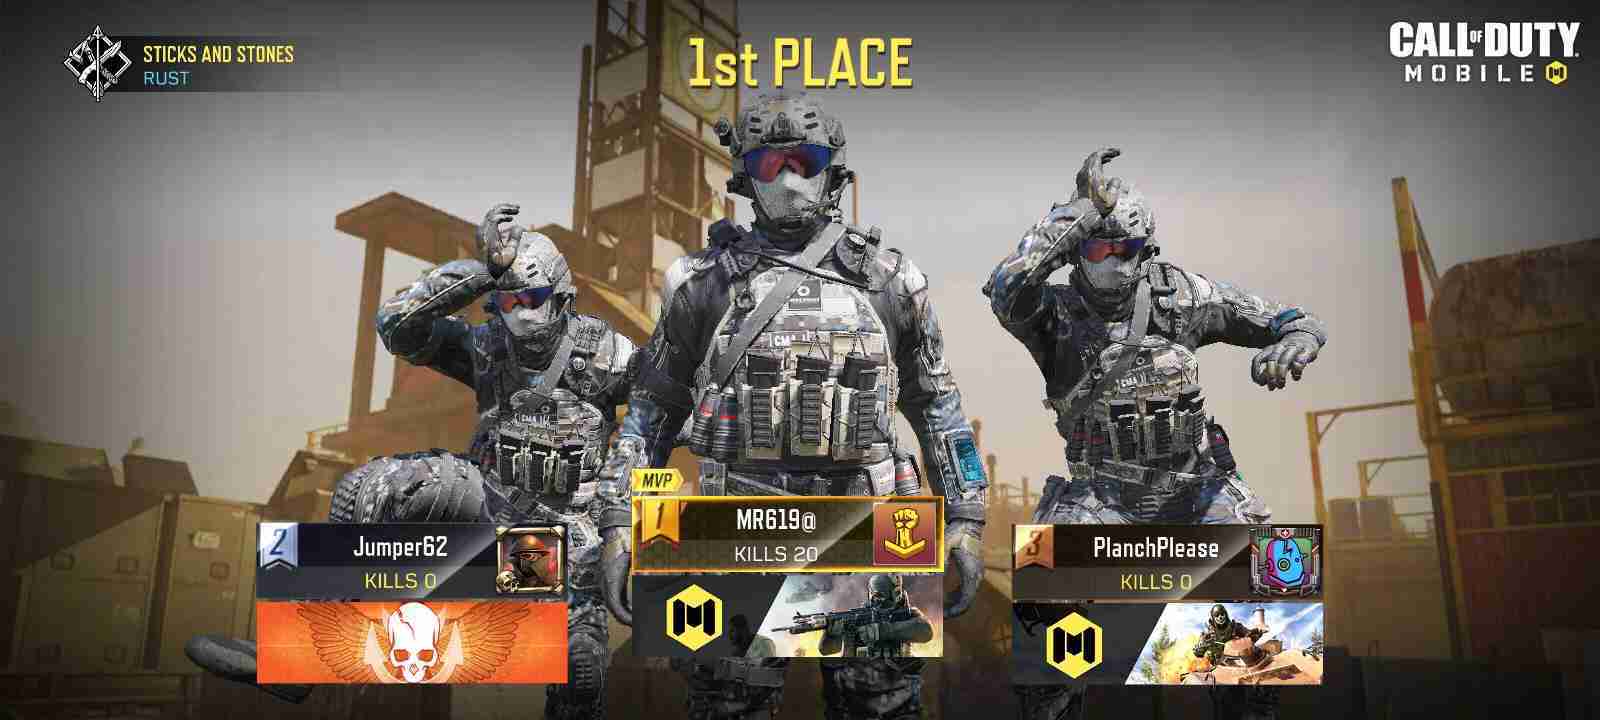 STICKS AND STONES
RUST
1st PLACE
CALL OF DUTY
MOBILE
MVP
1
MR619@
KILLS 20
2
Jumper62
KILLS 0
3
PlanchPlease
KILLS 0